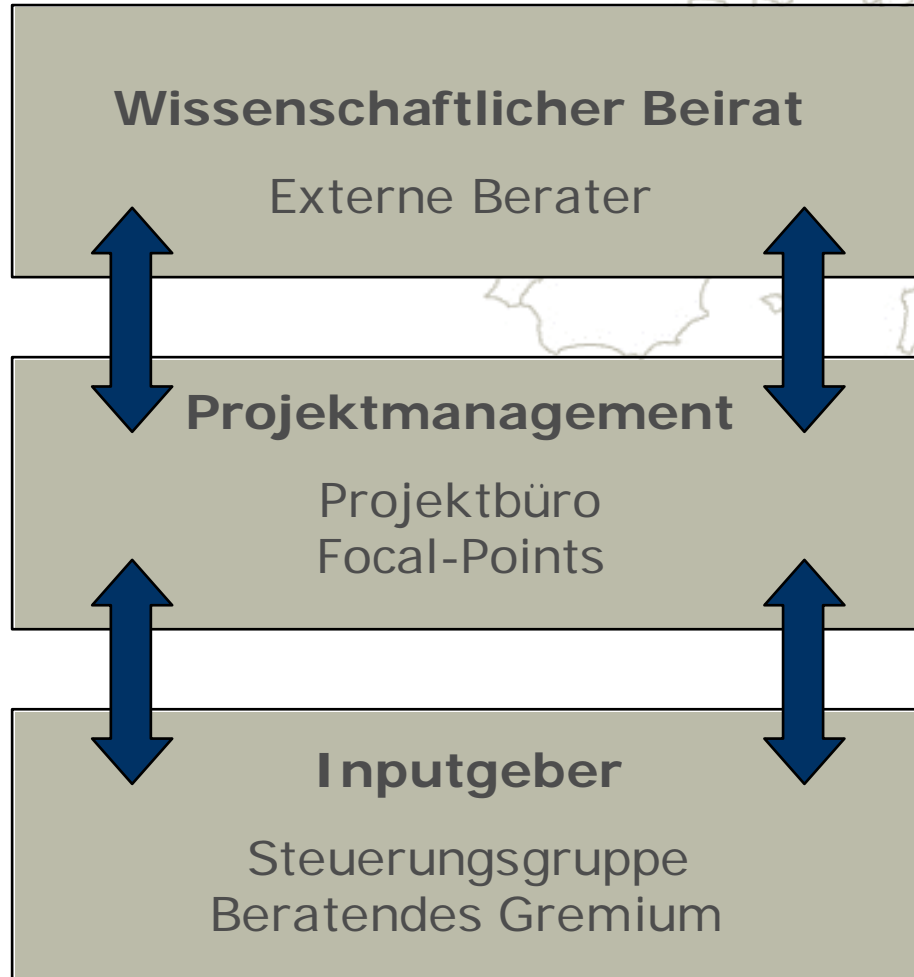 Wissenschaftlicher Beirat
Externe Berater
Projektmanagement
Projektbüro
Focal-Points
Inputgeber
Steuerungsgruppe
Beratendes Gremium